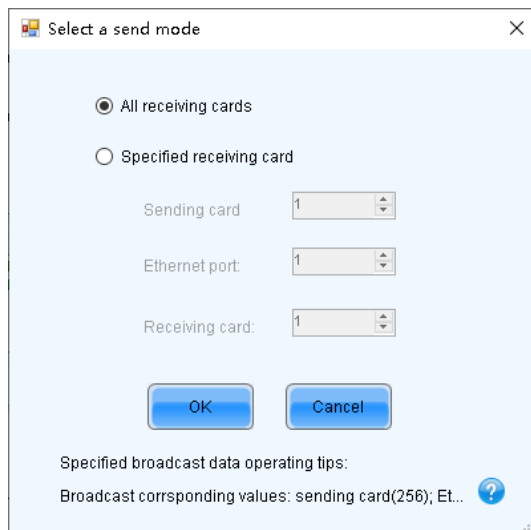 Select a send mode
All receiving cards
Specified receiving card
Sending card 1
Ethernet port: 1
Receiving card: 1
OK Cancel
Specified broadcast data operating tips:
Broadcast corrsponding values: sending card(256); Et... ?